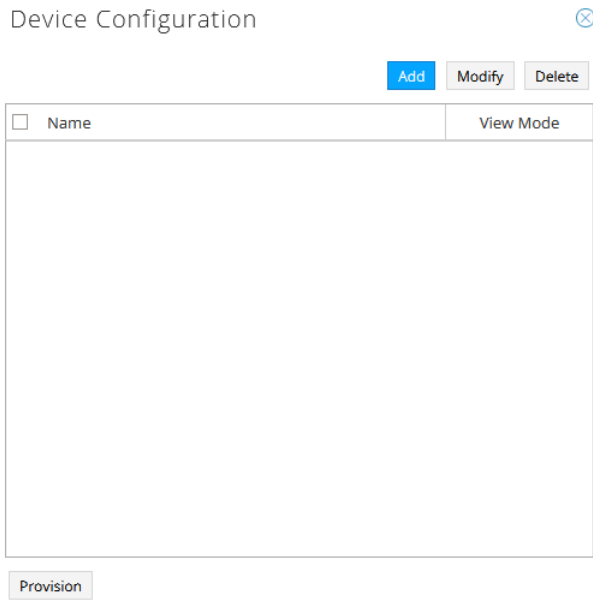 Device Configuration
Add Modify Delete
Name View Mode
Provision